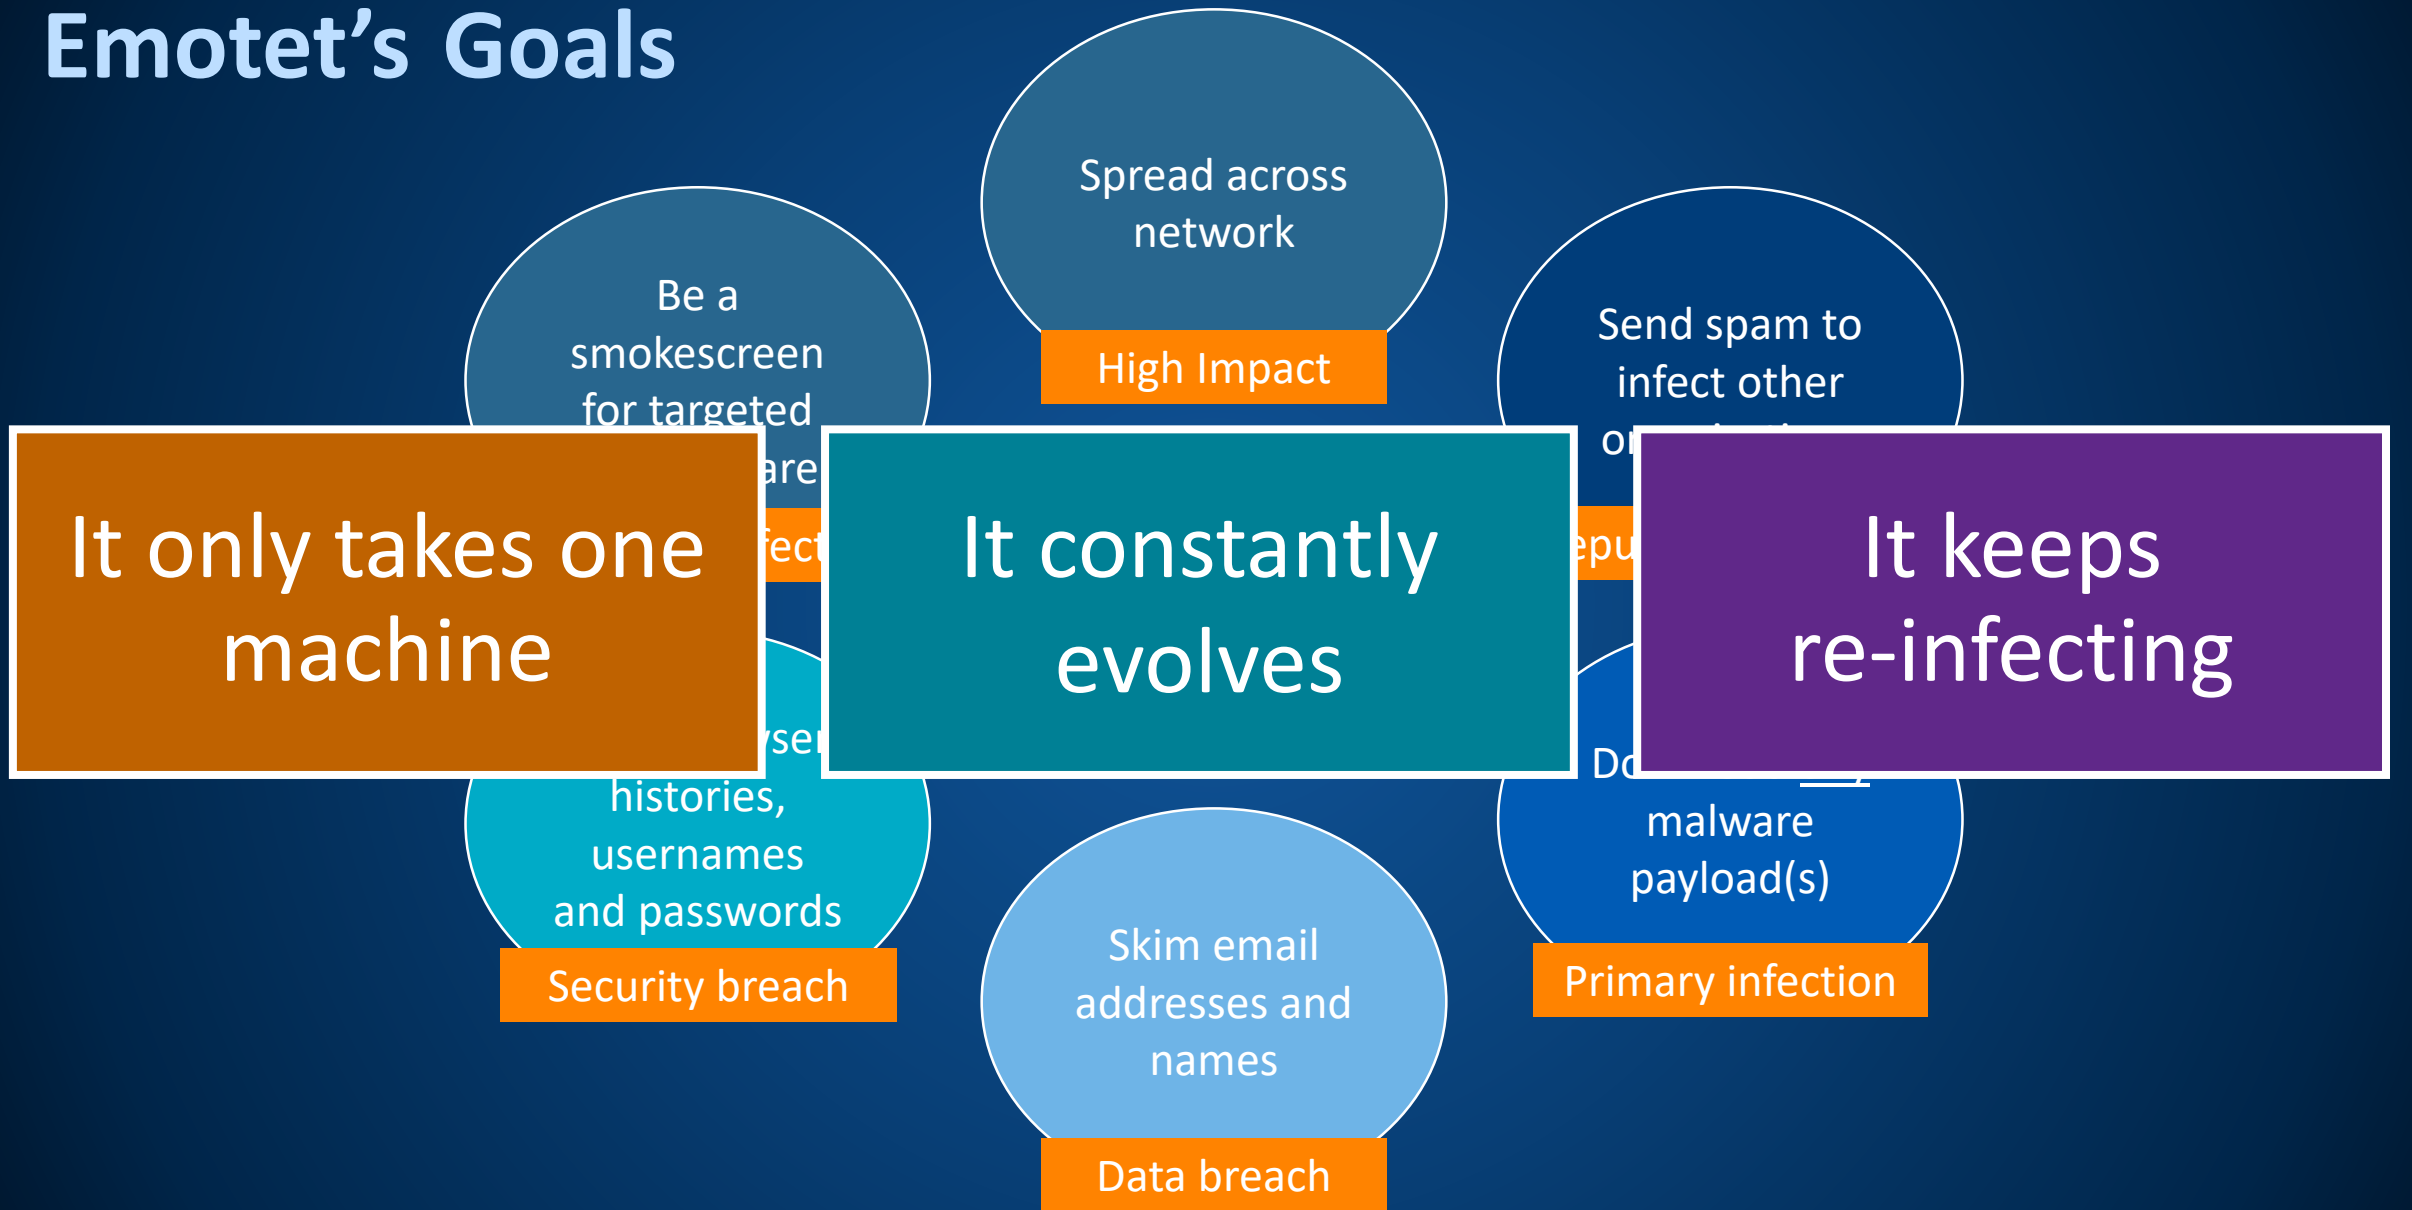 Emotet's Goals
Spread across
network
High Impact
Be a
smokescreen
for targeted
Send spam to
infect other
It only takes one
machine
It constantly
evolves
It keeps
re-infecting
histories,
usernames
and passwords
Security breach
malware
payload(s)
Primary infection
Skim email
addresses and
names
Data breach